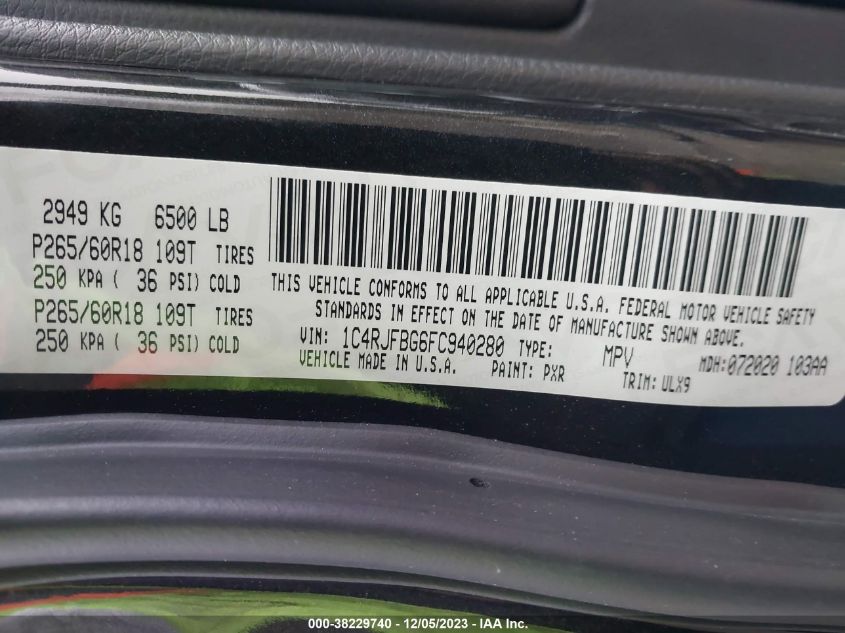 2949 KG 6500 LB
P265/60R18 109T TIRES
250 KPA ( 36 PSI) COLD
P265/60R18 109T TIRES
250 KPA ( 36 PSI) COLD
THIS VEHICLE CONFORMS TO ALL APPLICABLE U.S.A. FEDERAL MOTOR VEHICLE SAFETY
STANDARDS IN EFFECT ON THE DATE OF MANUFACTURE SHOWN ABOVE.
VIN: 1C4RJFBG6FC940280 TYPE: MPV MDH:072020 103AA
VEHICLE MADE IN U.S.A. PAINT: PXR TRIM: ULX9
000-38229740 - 12/05/2023 - IAA Inc.